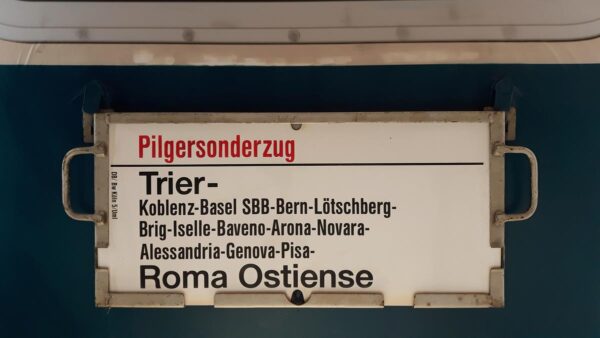 Pilgersonderzug
Trier-
Koblenz-Basel SBB-Bern-Lötschberg-
Brig-Iselle-Baveno-Arona-Novara-
Alessandria-Genova-Pisa-
Roma Ostiense